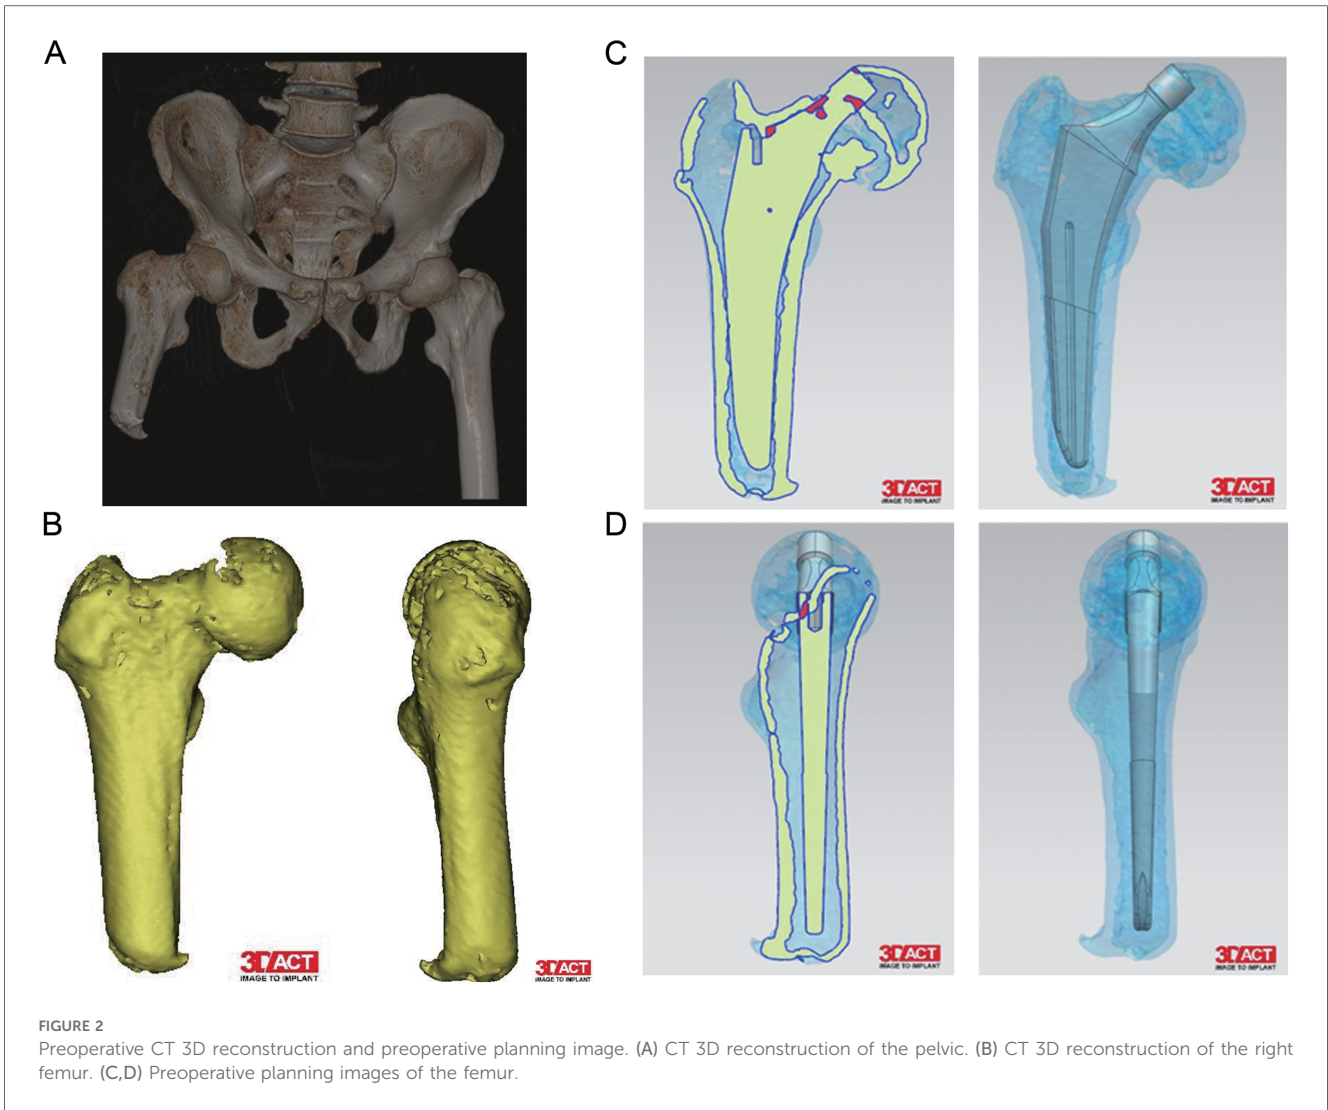 A
C
3D/ACT
IMAGE TO IMPLANT
3D/ACT
IMAGE TO IMPLANT
B
D
3D/ACT
IMAGE TO IMPLANT
3D/ACT
IMAGE TO IMPLANT
3D/ACT
IMAGE TO IMPLANT
3D/ACT
IMAGE TO IMPLANT
FIGURE 2
Preoperative CT 3D reconstruction and preoperative planning image. (A) CT 3D reconstruction of the pelvic. (B) CT 3D reconstruction of the right
femur. (C,D) Preoperative planning images of the femur.